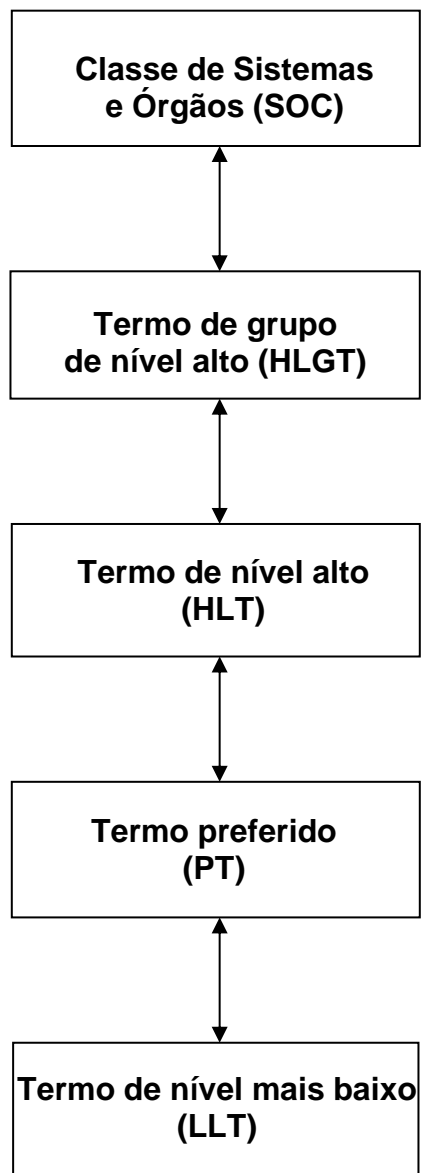 Classe de Sistemas
e Órgãos (SOC)
Termo de grupo
de nível alto (HLGT)
Termo de nível alto
(HLT)
Termo preferido
(PT)
Termo de nível mais baixo
(LLT)